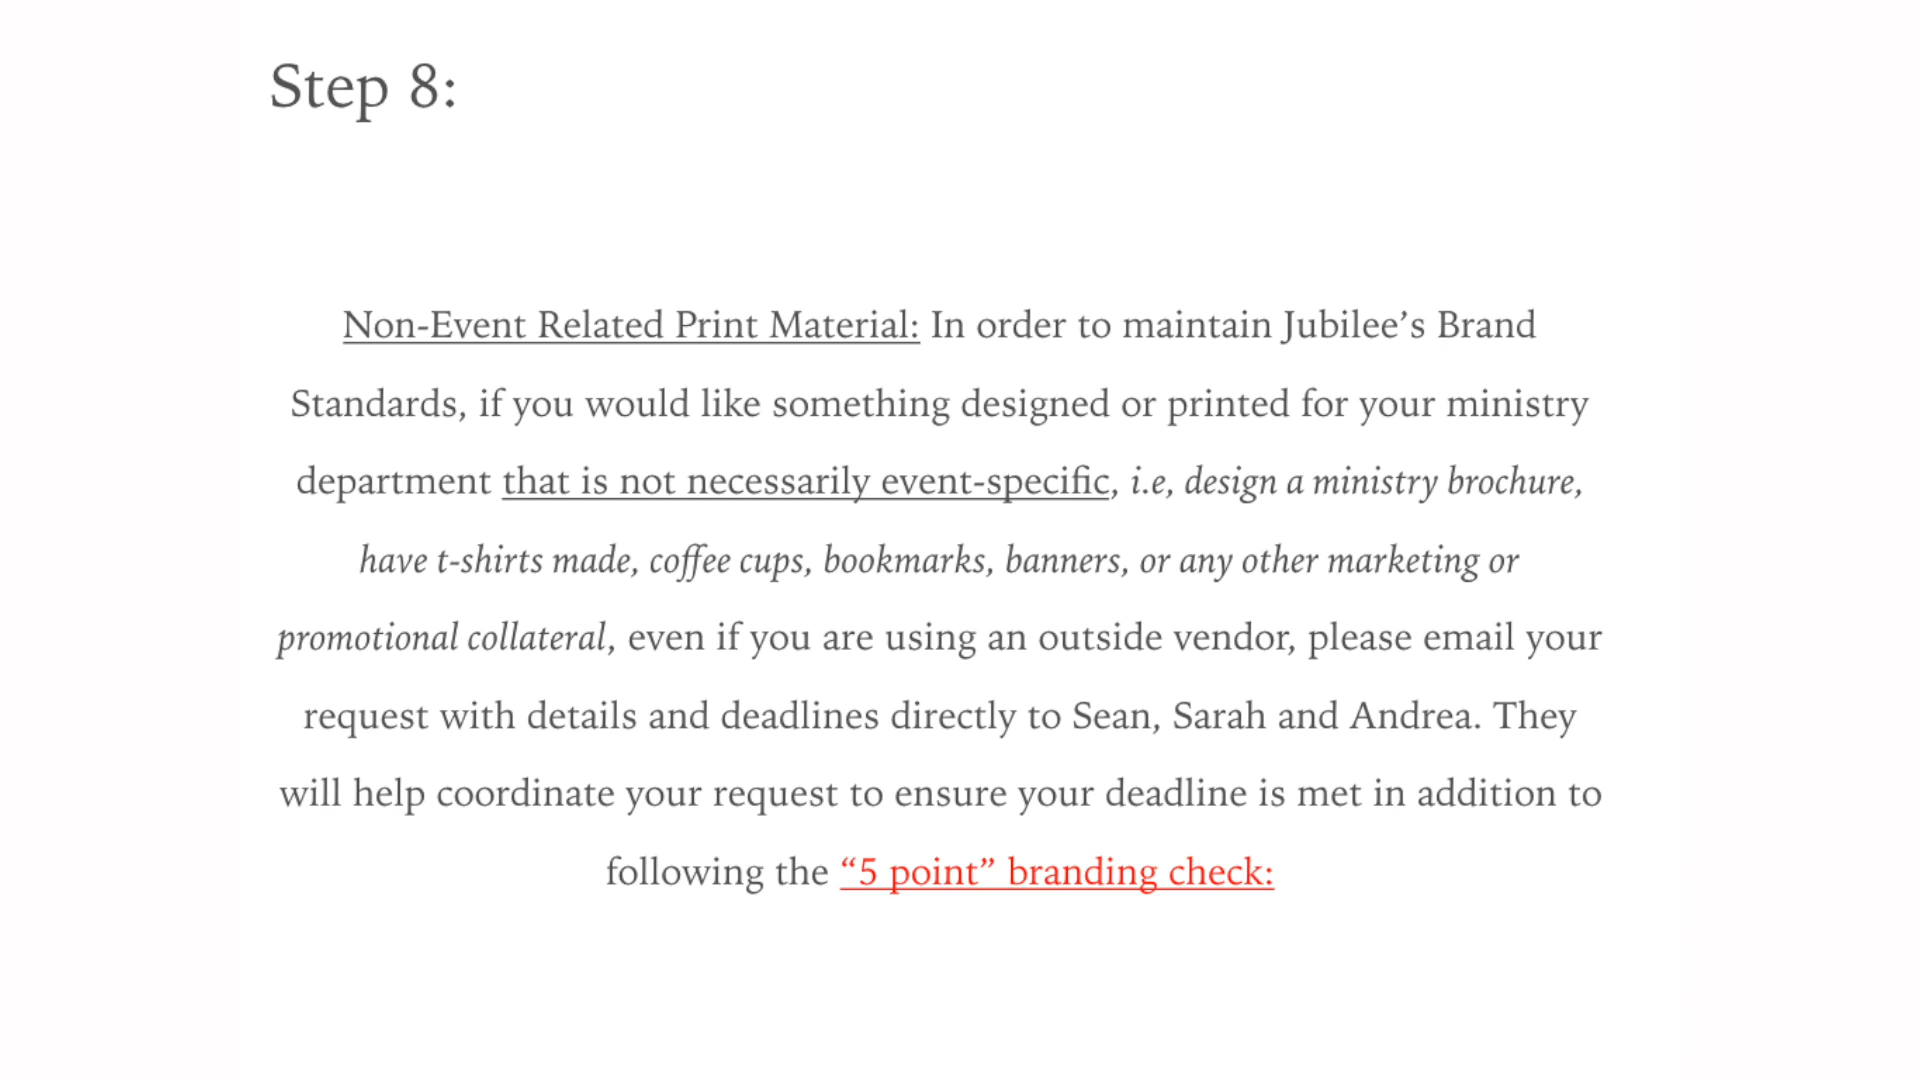 Step 8:
Non-Event Related Print Material: In order to maintain Jubilee’s Brand
Standards, if you would like something designed or printed for your ministry
department that is not necessarily event-specific, i.e, design a ministry brochure,
have t-shirts made, coffee cups, bookmarks, banners, or any other marketing or
promotional collateral, even if you are using an outside vendor, please email your
request with details and deadlines directly to Sean, Sarah and Andrea. They
will help coordinate your request to ensure your deadline is met in addition to
following the “5 point” branding check: